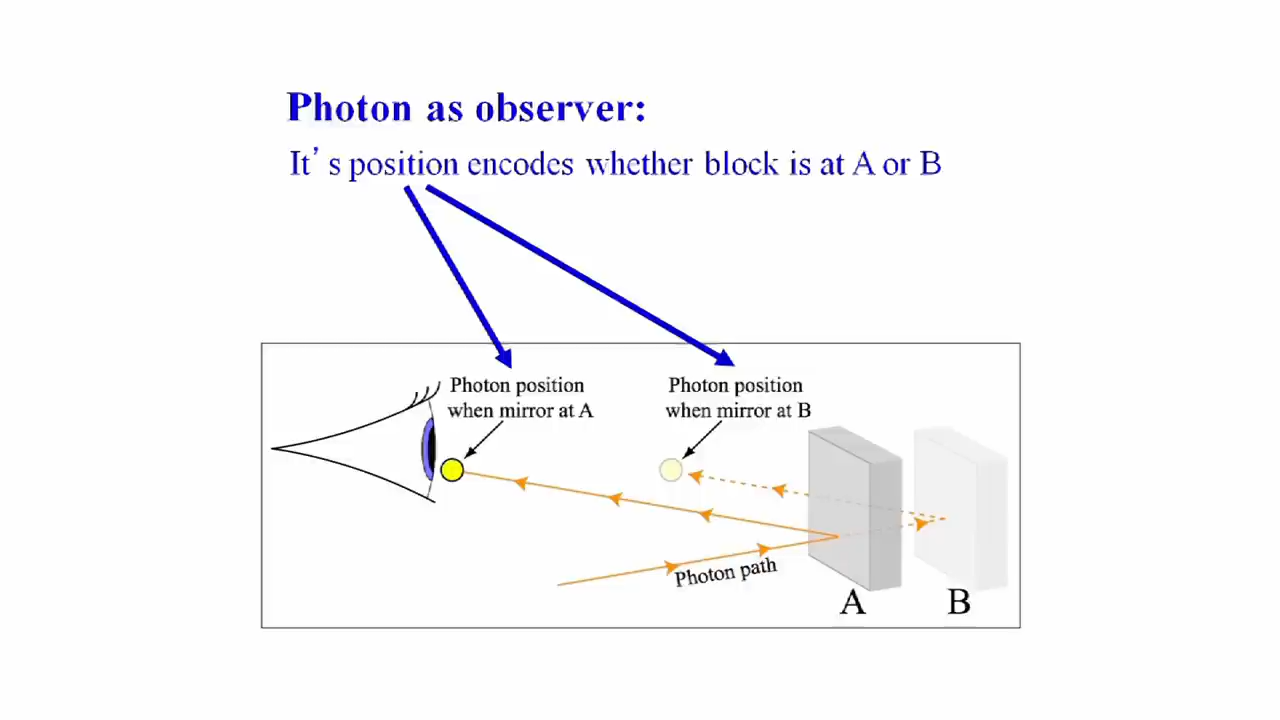 Photon as observer:
It’s position encodes whether block is at A or B
Photon position
when mirror at A
Photon position
when mirror at B
Photon path
A
B